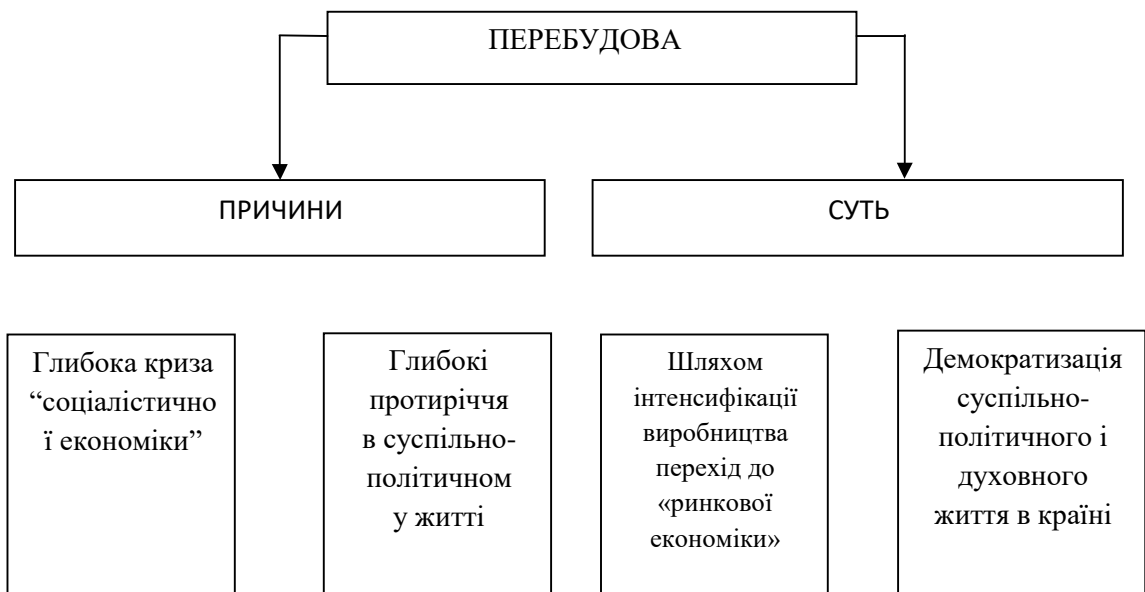 ПЕРЕБУДОВА
ПРИЧИНИ
СУТЬ
Глибока криза
“соціалистично
ї економіки”
Глибокі
протиріччя
в суспільно-
політичном
у житті
Шляхом
інтенсифікації
виробництва
перехід до
«ринкової
економіки»
Демократизація
суспільно-
політичного і
духовного
життя в країні